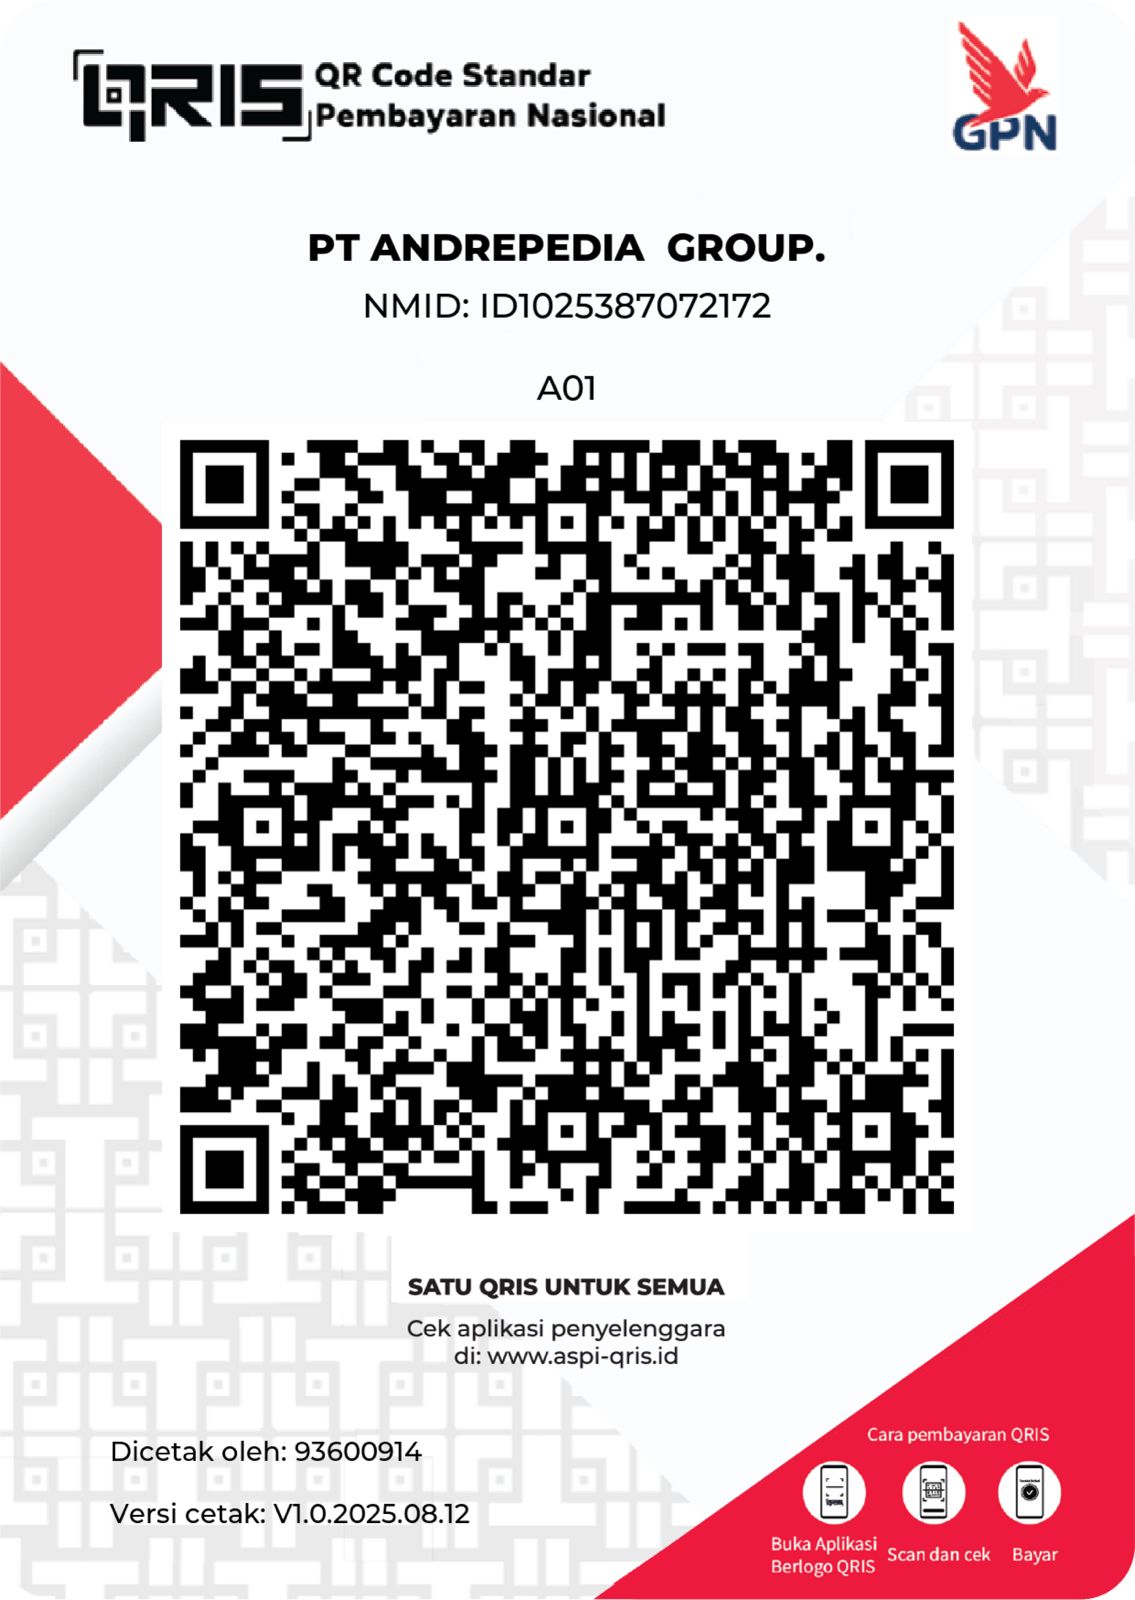 QRIS QR Code Standar
Pembayaran Nasional
GPN
PT ANDREPEDIA GROUP.
NMID: ID1025387072172
A01
SATU QRIS UNTUK SEMUA
Cek aplikasi penyelenggara
di: www.aspi-qris.id
Dicetak oleh: 93600914
Versi cetak: V1.0.2025.08.12
Cara pembayaran QRIS
Buka Aplikasi
Berlogo QRIS
Scan dan cek
Bayar